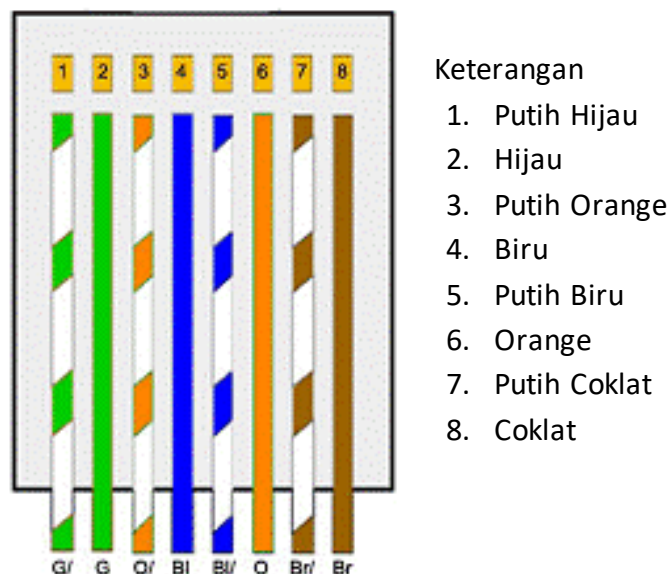 1 2 3 4 5 6 7 8
Keterangan
1. Putih Hijau
2. Hijau
3. Putih Orange
4. Biru
5. Putih Biru
6. Orange
7. Putih Coklat
8. Coklat
G/ G O/ Bl Bl/ O Br/ Br